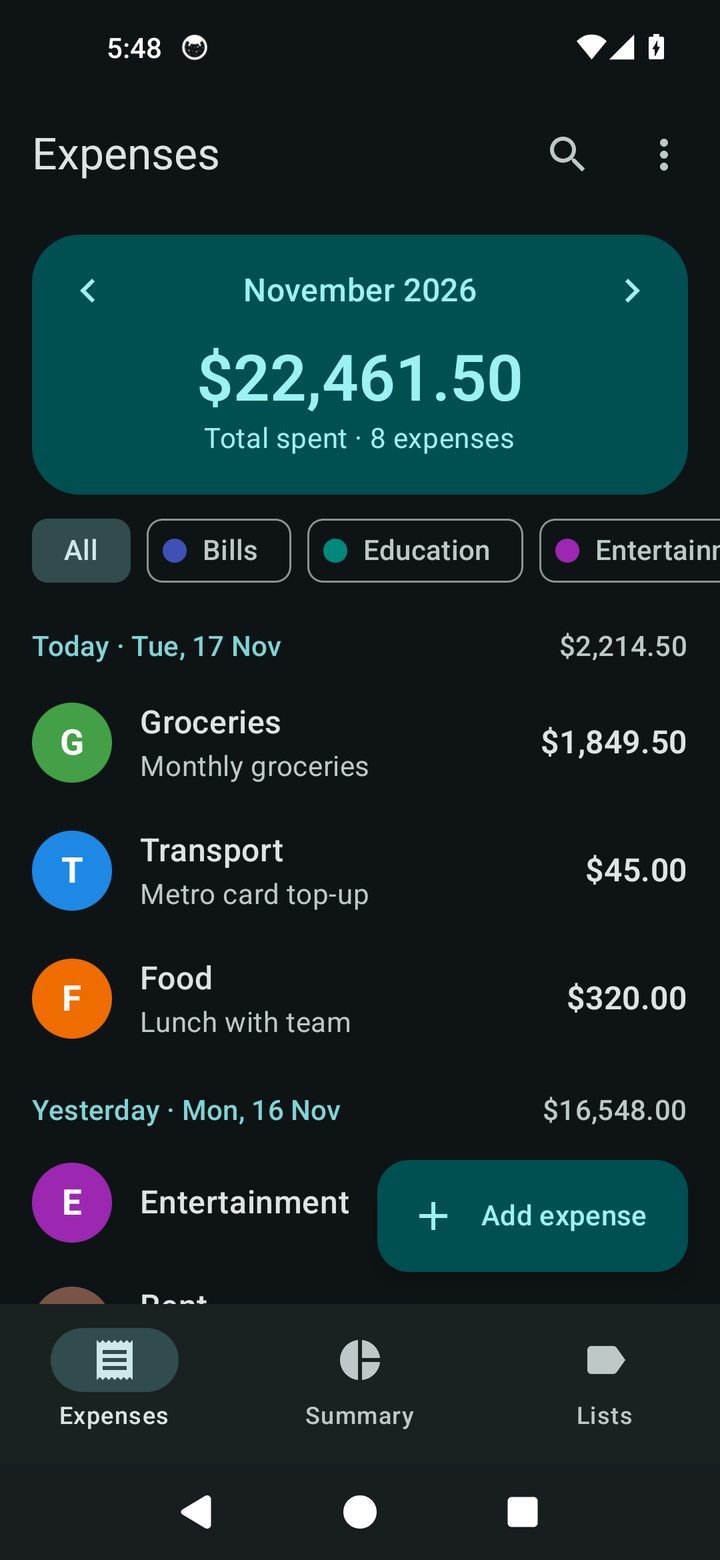 5:48
Expenses
November 2026
$22,461.50
Total spent · 8 expenses
All
Bills
Education
Today · Tue, 17 Nov
$2,214.50
G
Groceries
Monthly groceries
$1,849.50
T
Transport
Metro card top-up
$45.00
F
Food
Lunch with team
$320.00
Yesterday · Mon, 16 Nov
$16,548.00
E
Entertainment
Add expense
Expenses
Summary
Lists